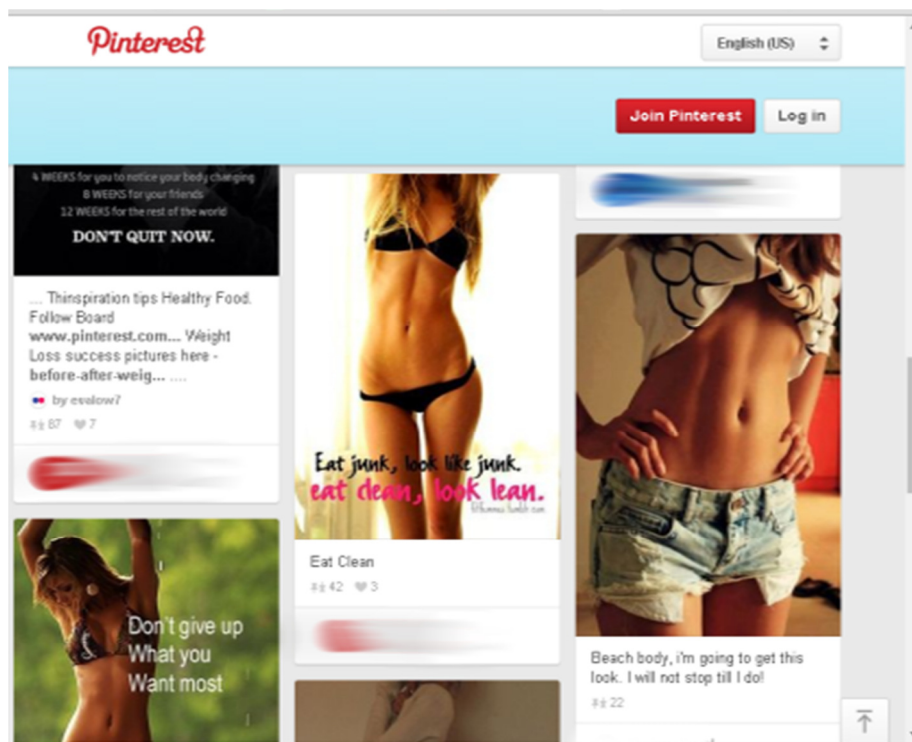 Pinterest
English (US)
Join Pinterest
Log in
4 WEEKS for you to notice your body changing
8 WEEKS for your friends
12 WEEKS for the rest of the world
DON'T QUIT NOW.
... Thinspiration tips Healthy Food.
Follow Board
www.pinterest.com... Weight
Loss success pictures here -
before-after-weig... ....
by evalow7
87 7
Don't give up
What you
Want most
Eat junk, look like junk.
eat clean, look lean.
Eat Clean
42 3
Beach body, i'm going to get this
look. I will not stop till I do!
22